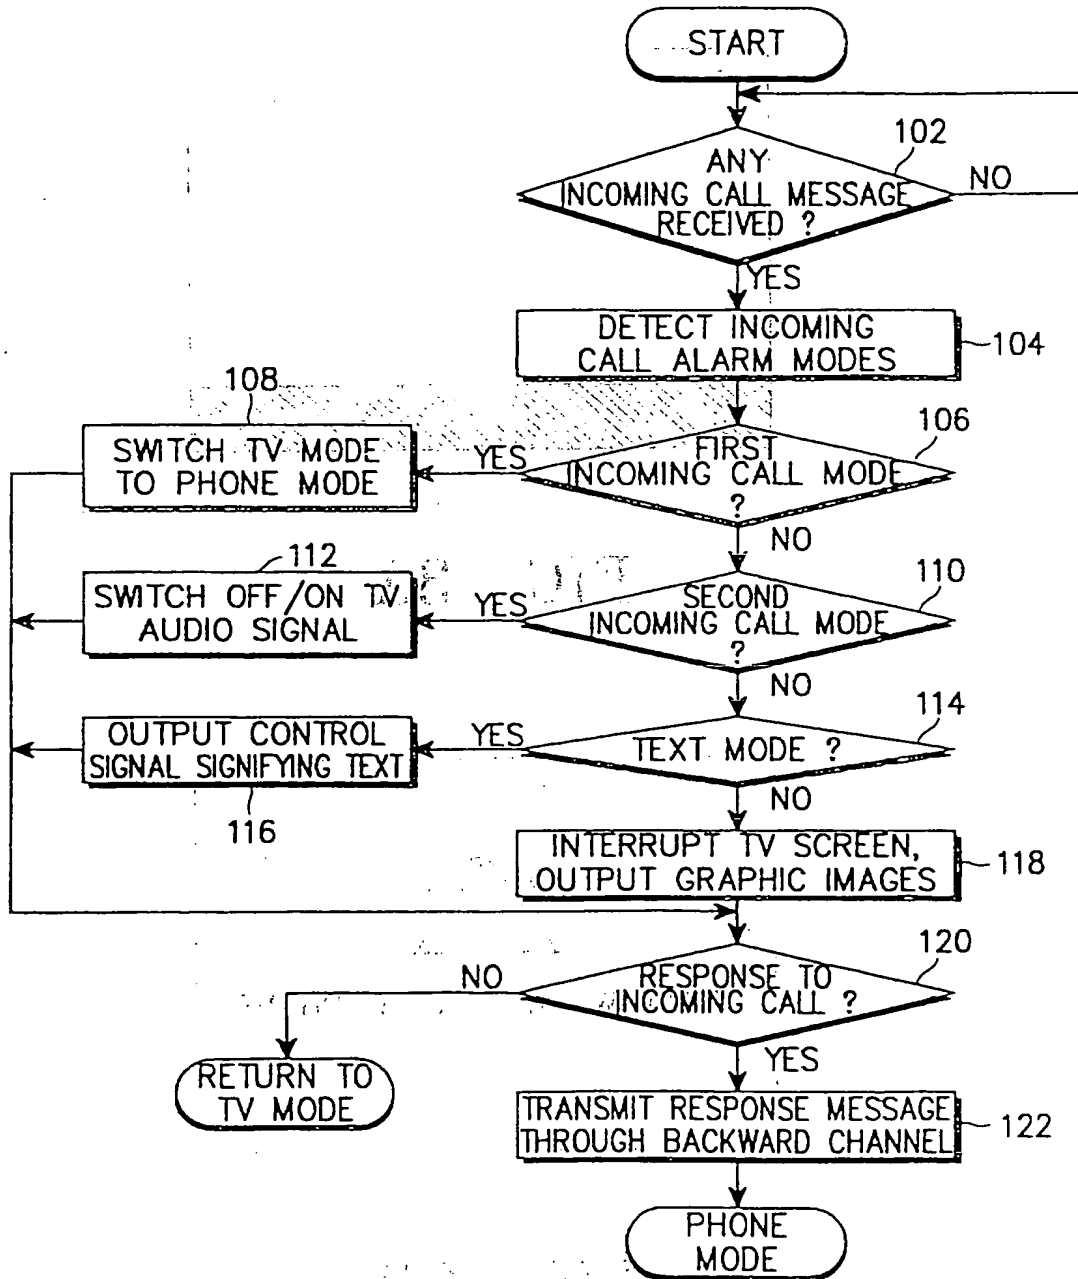 START
102
ANY
INCOMING CALL MESSAGE
RECEIVED ?
NO
YES
DETECT INCOMING
CALL ALARM MODES
104
108
SWITCH TV MODE
TO PHONE MODE
YES
FIRST
INCOMING CALL MODE
?
106
NO
112
SWITCH OFF/ON TV
AUDIO SIGNAL
YES
SECOND
INCOMING CALL MODE
?
110
NO
OUTPUT CONTROL
SIGNAL SIGNIFYING TEXT
116
YES
TEXT MODE ?
114
NO
INTERRUPT TV SCREEN,
OUTPUT GRAPHIC IMAGES
118
120
RESPONSE TO
INCOMING CALL ?
NO
YES
RETURN TO
TV MODE
TRANSMIT RESPONSE MESSAGE
THROUGH BACKWARD CHANNEL
122
PHONE
MODE